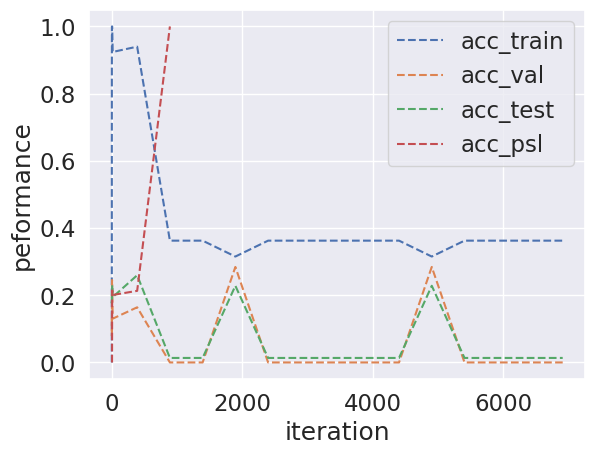 1.0
0.8
0.6
0.4
0.2
0.0
peformance
0
2000
4000
6000
iteration
acc_train
acc_val
acc_test
acc_psl